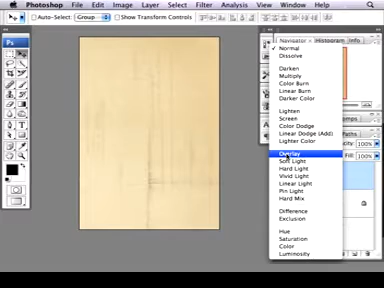 Photoshop File Edit Image Layer Select Filter Analysis View Window Help
Auto-Select: Group Show Transform Controls
Ps
Navigator Histogram Info
Normal
Dissolve
Darken
Multiply
Color Burn
Linear Burn
Darker Color
Lighten
Screen
Color Dodge
Linear Dodge (Add)
Lighter Color
Overlay
Soft Light
Hard Light
Vivid Light
Linear Light
Pin Light
Hard Mix
Difference
Exclusion
Hue
Saturation
Color
Luminosity
Paths
100%
Fill: 100%
T